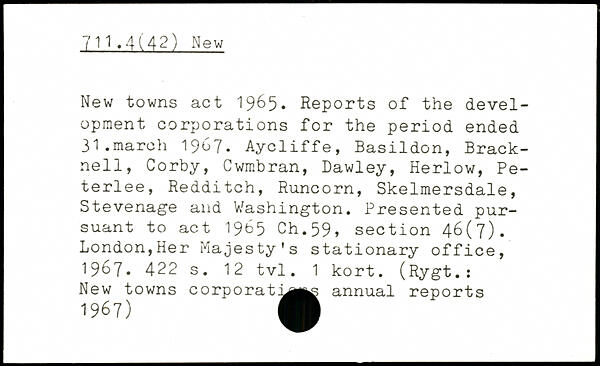 711.4(42) New
New towns act 1965. Reports of the devel-
opment corporations for the period ended
31.march 1967. Aycliffe, Basildon, Brack-
nell, Corby, Cwmbran, Dawley, Herlow, Pe-
terlee, Redditch, Runcorn, Skelmersdale,
Stevenage and Washington. Presented pur-
suant to act 1965 Ch.59, section 46(7).
London,Her Majesty's stationary office,
1967. 422 s. 12 tvl. 1 kort. (Rygt.:
New towns corporations annual reports
1967)